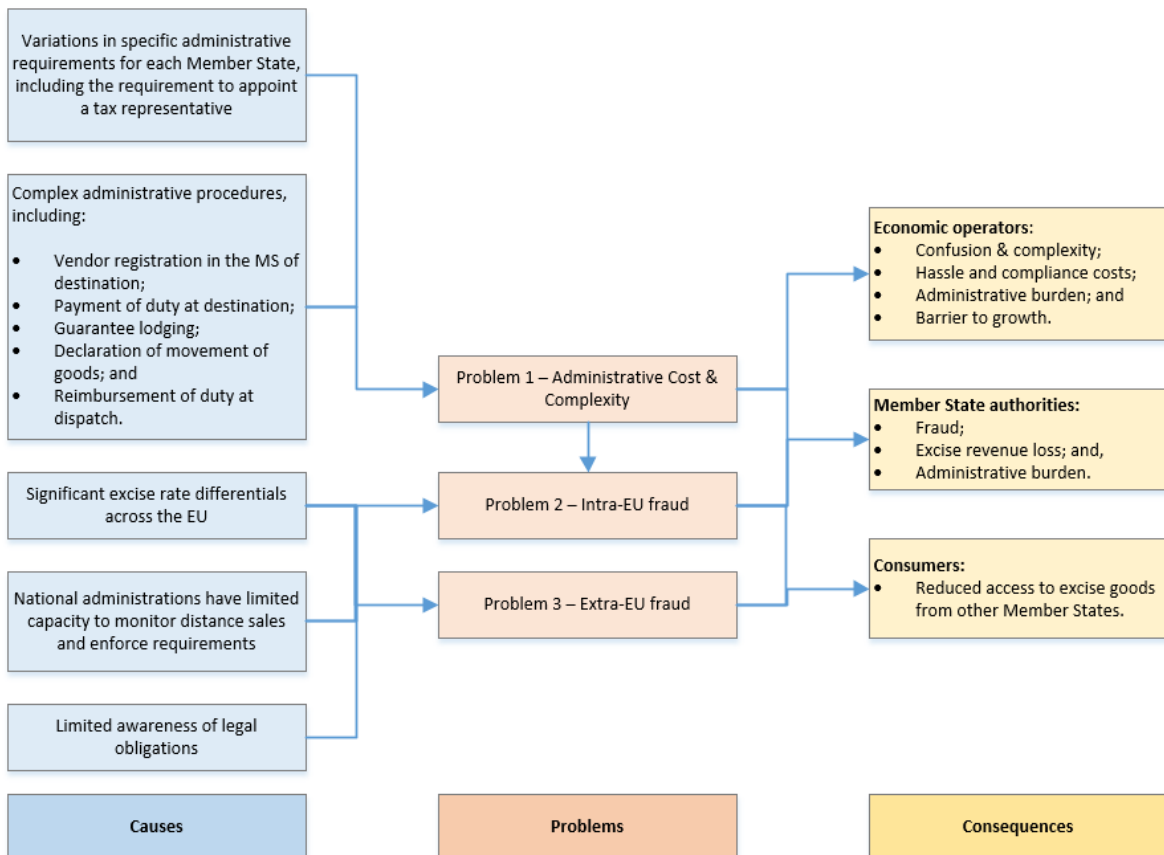 Variations in specific administrative
requirements for each Member State,
including the requirement to appoint
a tax representative
Complex administrative procedures,
including:
• Vendor registration in the MS of
destination;
• Payment of duty at destination;
• Guarantee lodging;
• Declaration of movement of
goods; and
• Reimbursement of duty at
dispatch.
Significant excise rate differentials
across the EU
National administrations have limited
capacity to monitor distance sales
and enforce requirements
Limited awareness of legal
obligations
Causes
Problem 1 – Administrative Cost &
Complexity
Problem 2 – Intra-EU fraud
Problem 3 – Extra-EU fraud
Problems
Economic operators:
• Confusion & complexity;
• Hassle and compliance costs;
• Administrative burden; and
• Barrier to growth.
Member State authorities:
• Fraud;
• Excise revenue loss; and,
• Administrative burden.
Consumers:
• Reduced access to excise goods
from other Member States.
Consequences